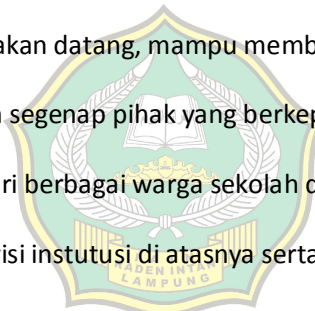 akan datang, mampu memb
segenap pihak yang berkep
ri berbagai warga sekolah d
isi instutusi di atasnya serta
RADEN INTAN
LAMPUNG